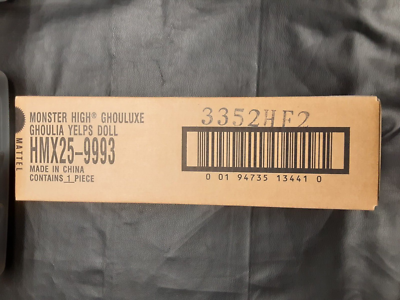 MONSTER HIGH® GHOULUXE
GHOULIA YELPS DOLL
HMX25-9993
MADE IN CHINA
CONTAINS 1 PIECE
MATTEL
3352HF2
0 01 94735 13441 0